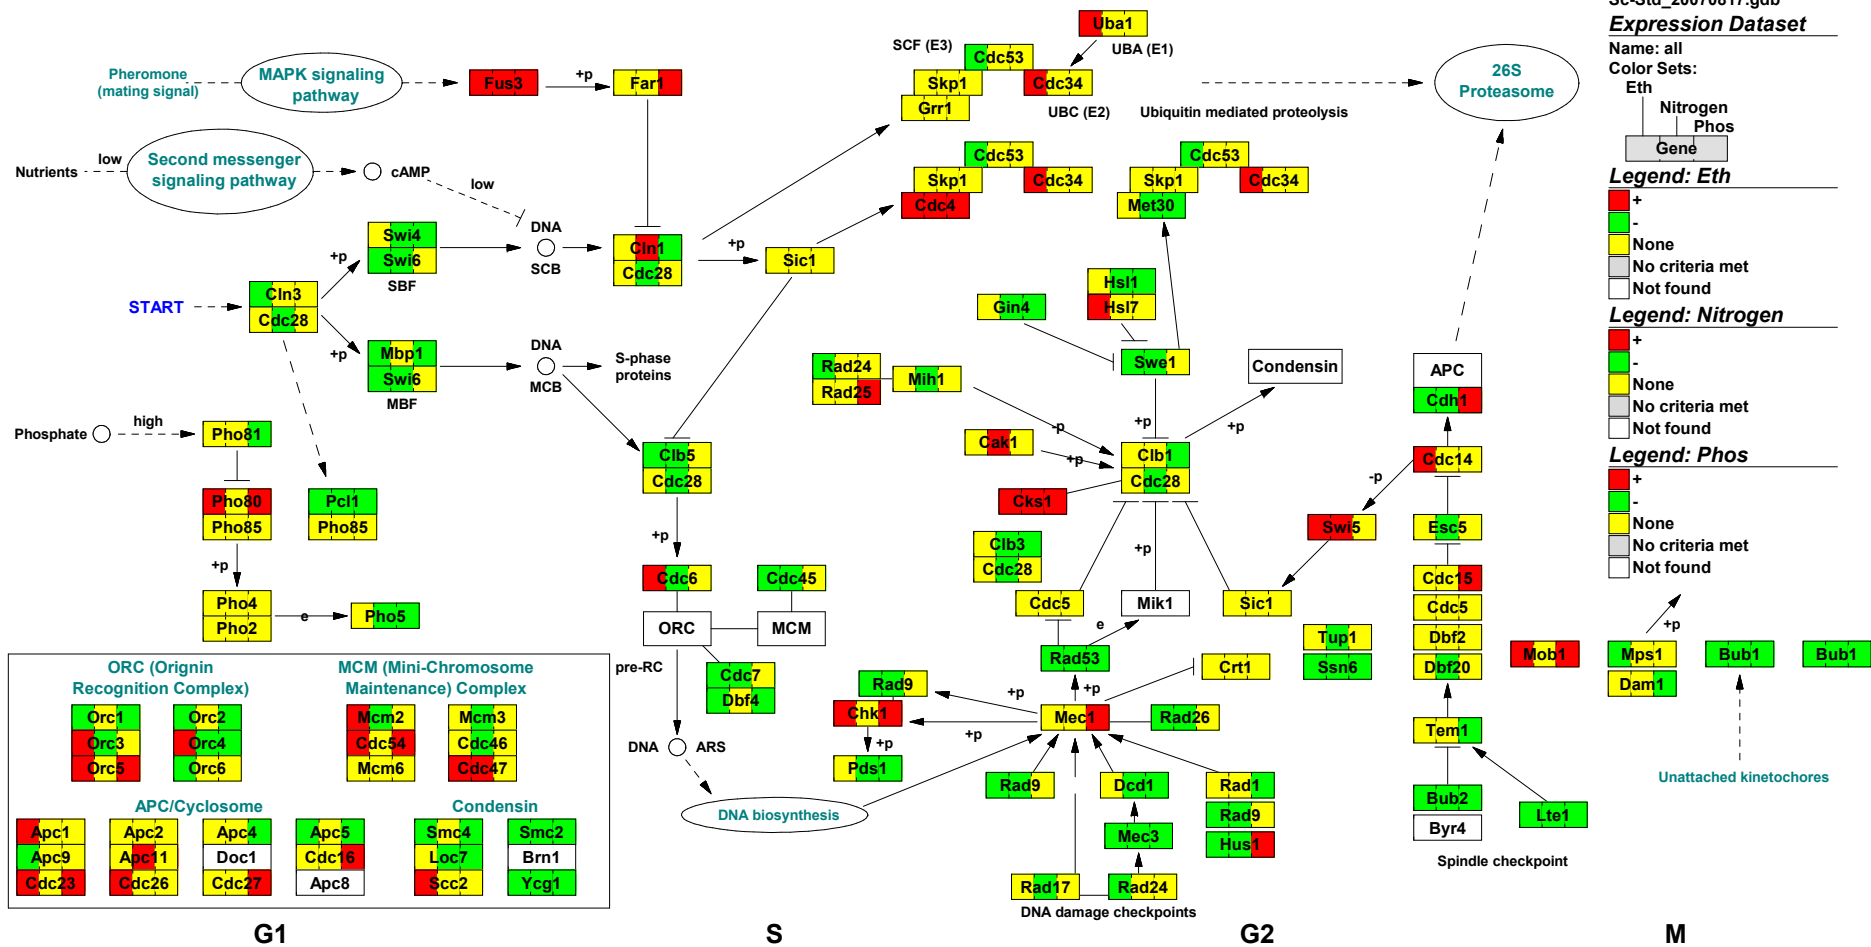 Sc-Std_20070817.gdb
Expression Dataset
Name: all
Color Sets:
Eth
Nitrogen
Phos
Gene
Legend: Eth
+
-
None
No criteria met
Not found
Legend: Nitrogen
+
-
None
No criteria met
Not found
Legend: Phos
+
-
None
No criteria met
Not found
Pheromone
(mating signal)
MAPK signaling
pathway
Fus3
+p
Far1
Nutrients
low
Second messenger
signaling pathway
cAMP
low
START
Cln3
Cdc28
+p
+p
Swi4
Swi6
SBF
DNA
SCB
Cln1
Cdc28
+p
Sic1
Mbp1
Swi6
MBF
DNA
MCB
S-phase
proteins
Phosphate
high
Pho81
Pho80
Pho85
Pcl1
Pho85
+p
Pho4
Pho2
e
Pho5
SCF (E3)
Cdc53
Skp1
Grr1
Cdc34
Uba1
UBA (E1)
UBC (E2)
Ubiquitin mediated proteolysis
26S
Proteasome
Cdc53
Skp1
Cdc4
Cdc34
Cdc53
Skp1
Met30
Cdc34
Gin4
Hsl1
Hsl7
Swe1
Rad24
Rad25
Mih1
Condensin
APC
Cdh1
-p
+p
+p
Cak1
+p
Clb1
Cdc28
Cks1
Clb5
Cdc28
+p
Cdc6
Cdc45
ORC
MCM
pre-RC
Cdc7
Dbf4
DNA
ARS
DNA biosynthesis
Clb3
Cdc28
Cdc5
+p
Mik1
e
Sic1
Swi5
-p
Cdc14
Esc5
Cdc15
Cdc5
Dbf2
Dbf20
Tem1
Bub2
Byr4
Lte1
Spindle checkpoint
Tup1
Ssn6
Mob1
+p
Mps1
Dam1
Bub1
Bub1
Unattached kinetochores
Rad53
Crt1
Rad9
Chk1
+p
+p
+p
+p
Mec1
Rad26
Pds1
Rad9
Dcd1
Rad1
Rad9
Hus1
Mec3
Rad17
Rad24
DNA damage checkpoints
ORC (Orignin
Recognition Complex)
MCM (Mini-Chromosome
Maintenance) Complex
Orc1
Orc3
Orc5
Orc2
Orc4
Orc6
Mcm2
Cdc54
Mcm6
Mcm3
Cdc46
Cdc47
APC/Cyclosome
Condensin
Apc1
Apc9
Cdc23
Apc2
Apc11
Cdc26
Apc4
Doc1
Cdc27
Apc5
Cdc16
Apc8
Smc4
Loc7
Scc2
Smc2
Brn1
Ycg1
G1
S
G2
M